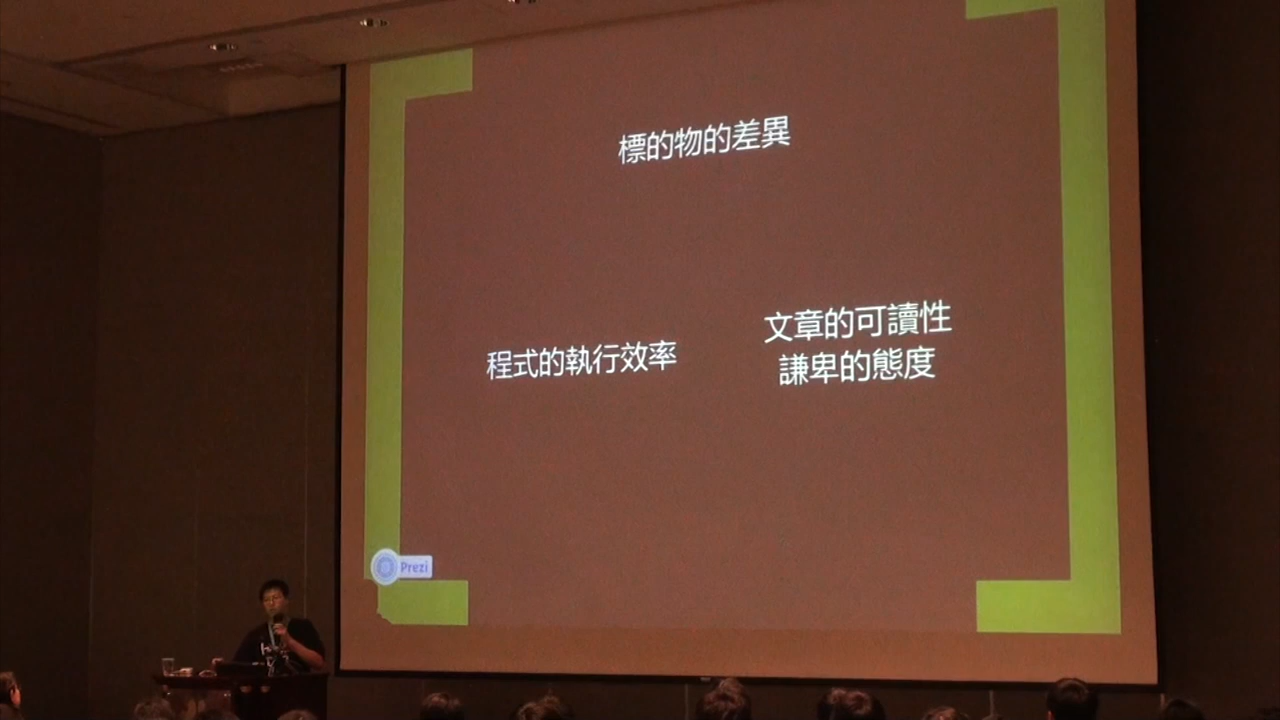 標的物的差異
程式的執行效率
文章的可讀性
謙卑的態度
Prezi